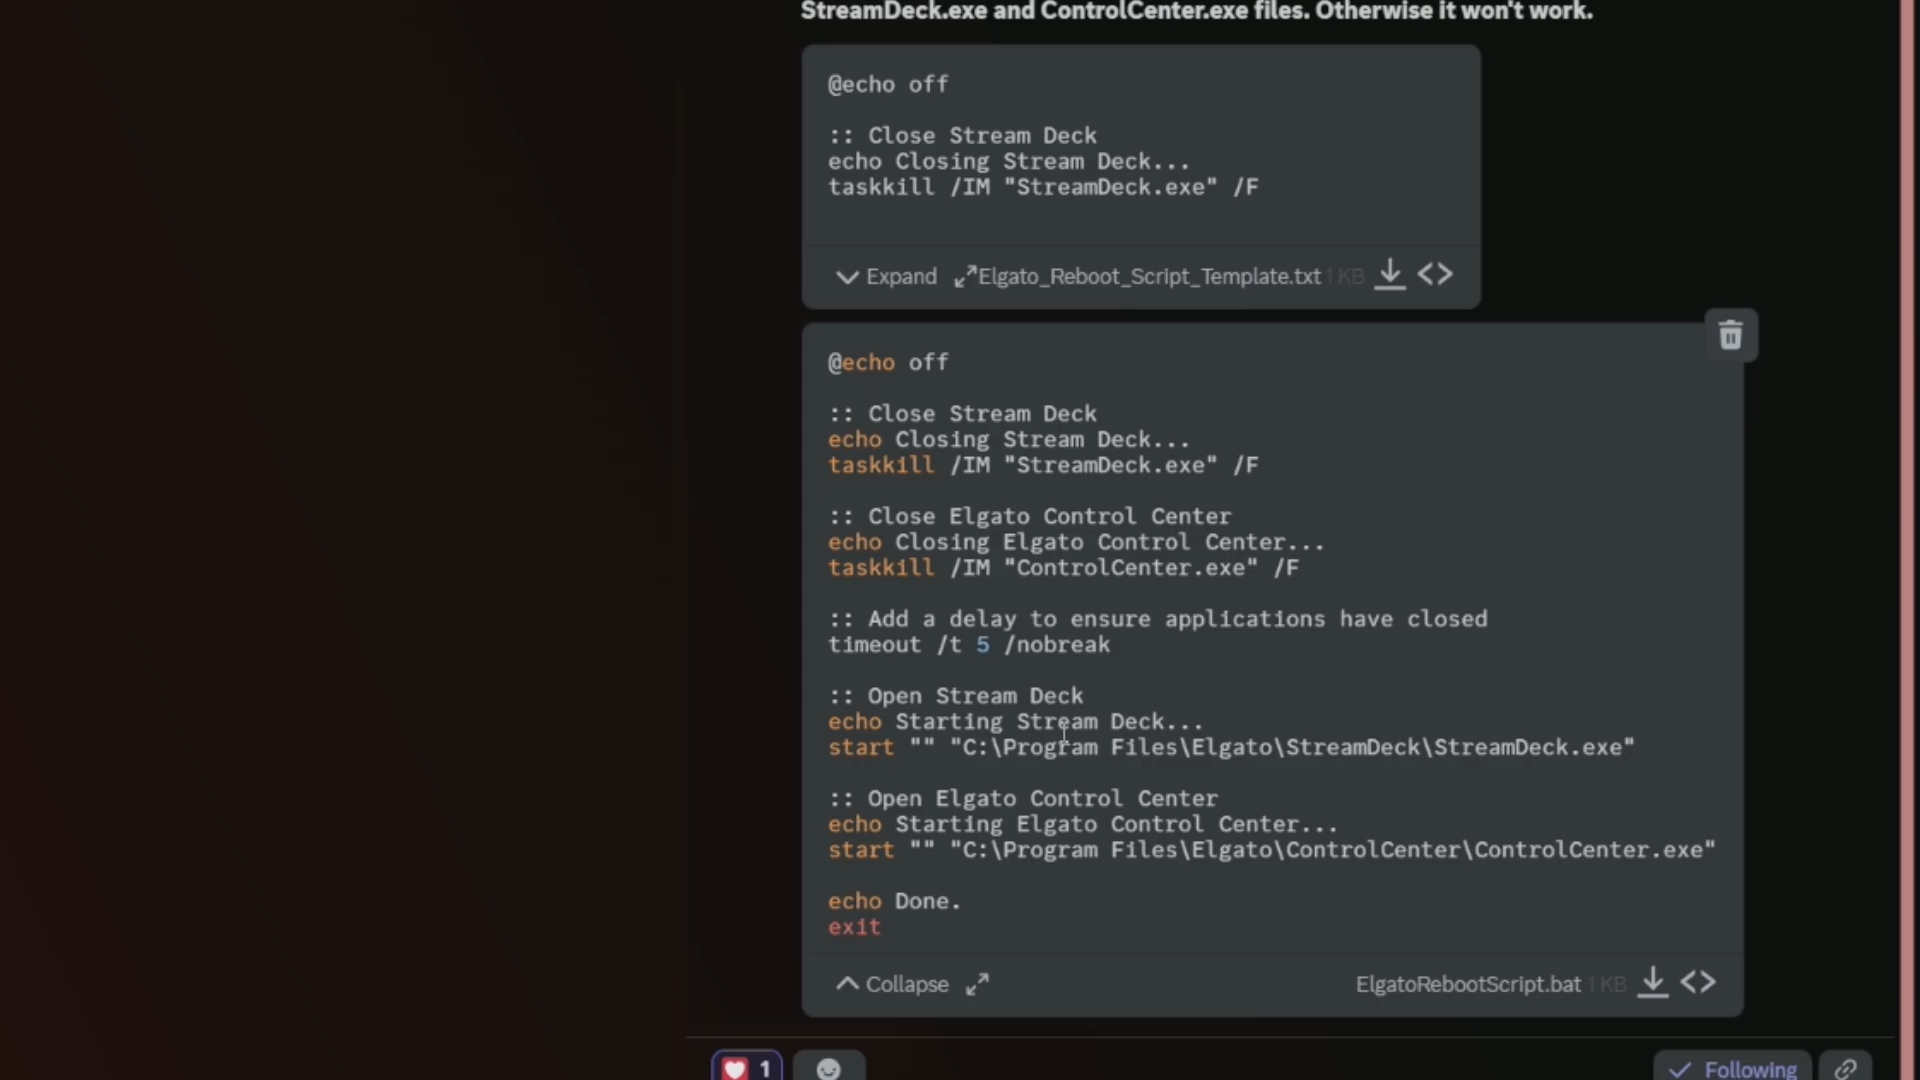 StreamDeck.exe and ControlCenter.exe files. Otherwise it won't work.
@echo off
:: Close Stream Deck
echo Closing Stream Deck...
taskkill /IM "StreamDeck.exe" /F
Expand Elgato_Reboot_Script_Template.txt 1 KB
@echo off
:: Close Stream Deck
echo Closing Stream Deck...
taskkill /IM "StreamDeck.exe" /F
:: Close Elgato Control Center
echo Closing Elgato Control Center...
taskkill /IM "ControlCenter.exe" /F
:: Add a delay to ensure applications have closed
timeout /t 5 /nobreak
:: Open Stream Deck
echo Starting Stream Deck...
start "" "C:\Program Files\Elgato\StreamDeck\StreamDeck.exe"
:: Open Elgato Control Center
echo Starting Elgato Control Center...
start "" "C:\Program Files\Elgato\ControlCenter\ControlCenter.exe"
echo Done.
exit
Collapse ElgatoRebootScript.bat 1 KB
1 Following